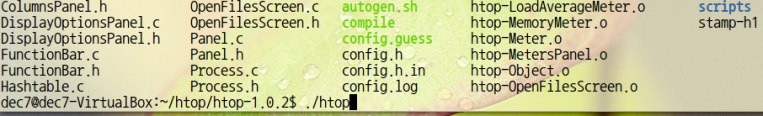 ColumnsPanel.h OpenFilesScreen.c autogen.sh htop-LoadAverageMeter.o scripts
DisplayOptionsPanel.c OpenFilesScreen.h compile htop-MemoryMeter.o stamp-h1
DisplayOptionsPanel.h Panel.c config.guess htop-Meter.o
FunctionBar.c Panel.h config.h htop-MetersPanel.o
FunctionBar.h Process.c config.h.in htop-Object.o
Hashtable.c Process.h config.log htop-OpenFilesScreen.o
dec7@dec7-VirtualBox:~/htop/htop-1.0.2$ ./htop